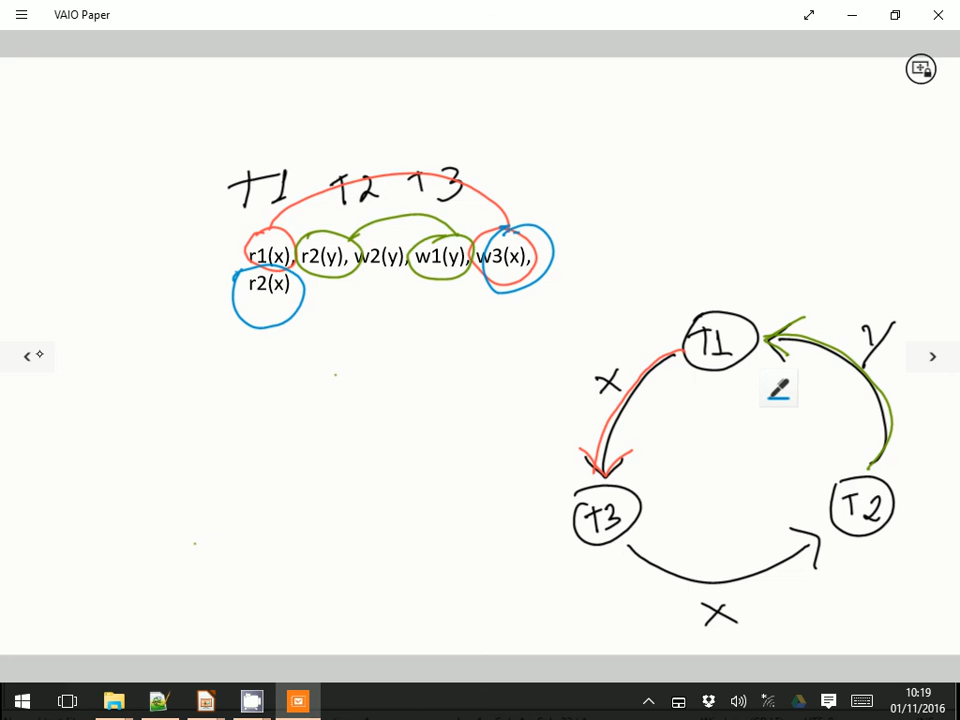 VAIO Paper
T1 T2 T3
r1(x), r2(y), w2(y), w1(y), w3(x),
r2(x)
T1
y
x
T3
T2
x
10:19
01/11/2016